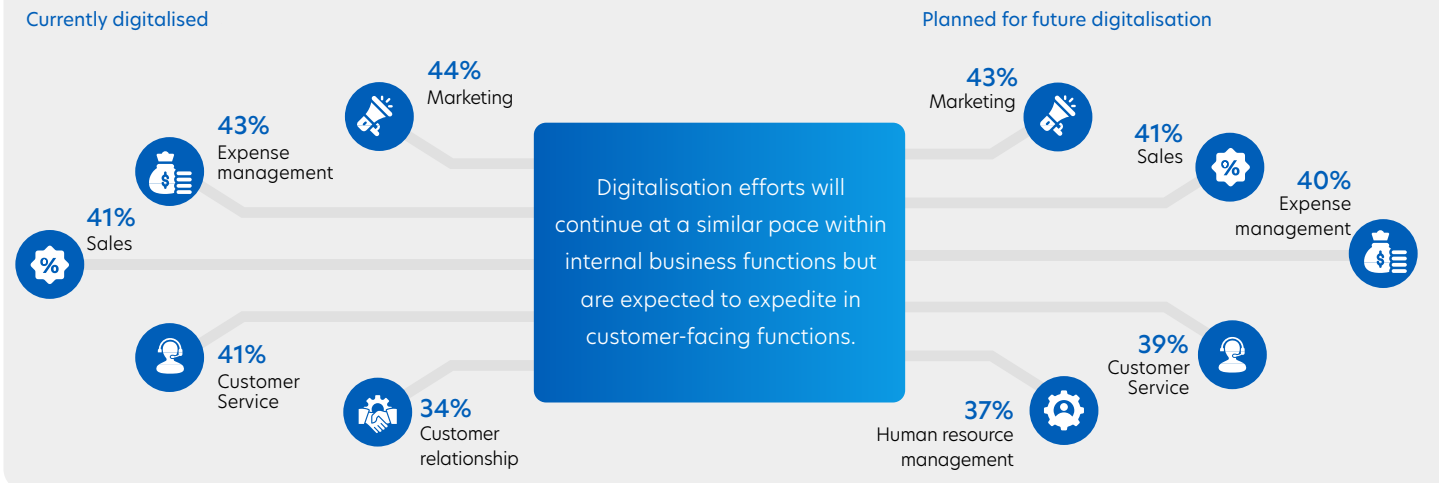 Currently digitalised
44%
Marketing
43%
Expense
management
41%
Sales
41%
Customer
Service
34%
Customer
relationship
Digitalisation efforts will
continue at a similar pace within
internal business functions but
are expected to expedite in
customer-facing functions.
Planned for future digitalisation
43%
Marketing
41%
Sales
40%
Expense
management
39%
Customer
Service
37%
Human resource
management
%
$
%
$